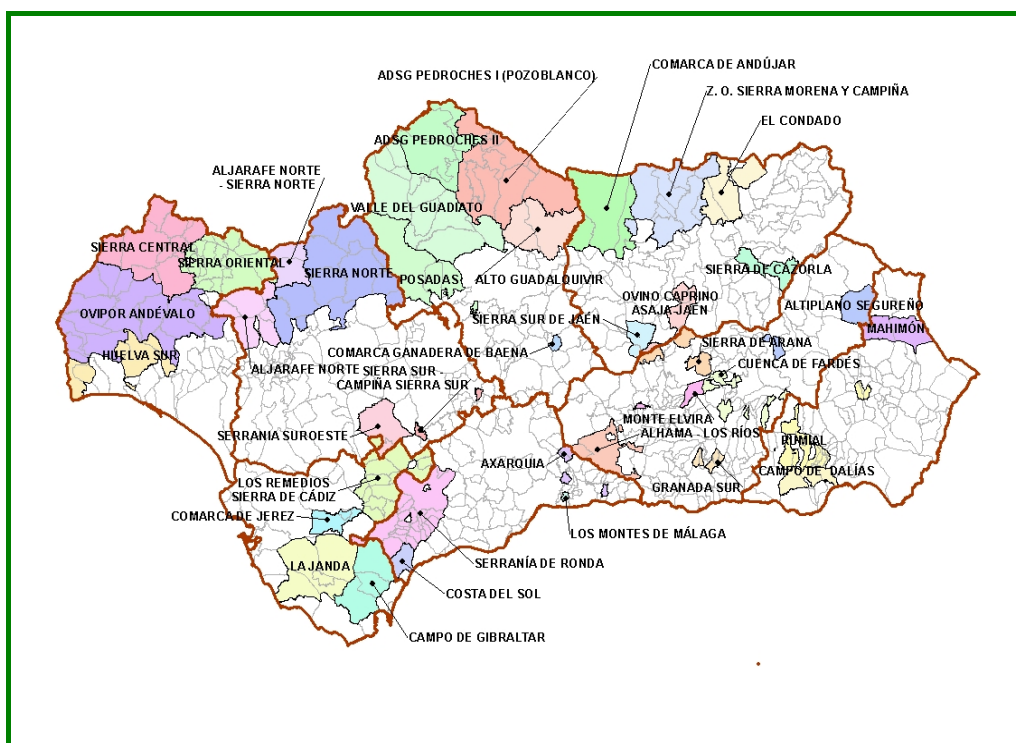 COMARCA DE ANDÚJAR
ADSG PEDROCHES I (POZOBLANCO)
Z. O. SIERRA MORENA Y CAMPIÑA
EL CONDADO
ADSG PEDROCHES II
ALJARAFE NORTE
- SIERRA NORTE
VALLE DEL GUADIATO
SIERRA CENTRAL
SIERRA ORIENTAL
SIERRA NORTE
POSADAS
ALTO GUADALQUIVIR
SIERRA DE CAZORLA
OVINO CAPRINO
ASAJA-JAÉN
ALTIPLANO SEGUREÑO
OVIPOR ANDÉVALO
SIERRA SUR DE JAÉN
MAHIMÓN
HUELVA SUR
COMARCA GANADERA DE BAENA
SIERRA DE ARANA
CUENCA DE FARDÉS
ALJARAFE NORTE
SIERRA SUR -
CAMPIÑA SIERRA SUR
MONTE ELVIRA
ALHAMA - LOS RÍOS
SERRANIA SUROESTE
PUMIAL
AXARQUIA
CAMPO DE DALÍAS
LOS REMEDIOS
SIERRA DE CÁDIZ
GRANADA SUR
COMARCA DE JEREZ
LOS MONTES DE MÁLAGA
LA JANDA
SERRANÍA DE RONDA
COSTA DEL SOL
CAMPO DE GIBRALTAR